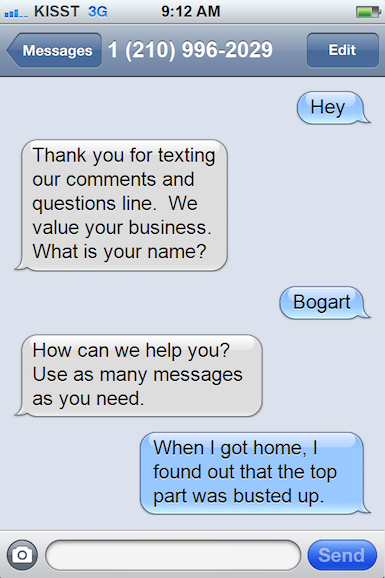 KISST 3G 9:12 AM
Messages 1 (210) 996-2029 Edit
Hey
Thank you for texting
our comments and
questions line. We
value your business.
What is your name?
Bogart
How can we help you?
Use as many messages
as you need.
When I got home, I
found out that the top
part was busted up.
Send